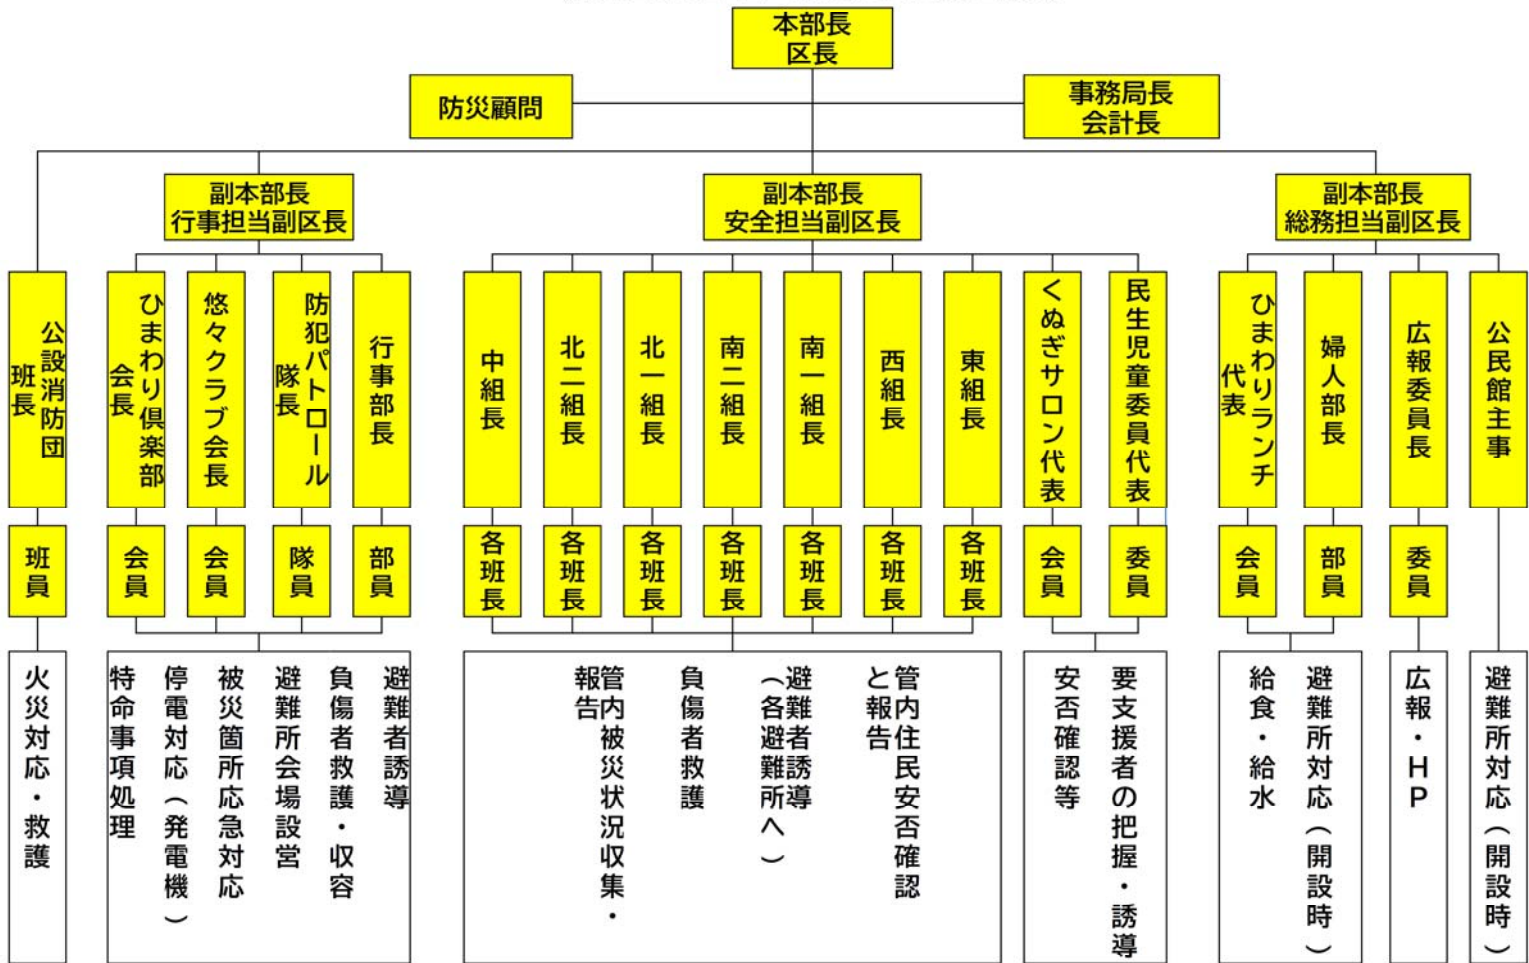 本部長
区長
防災顧問
事務局長
会計長
副本部長
行事担当副区長
副本部長
安全担当副区長
副本部長
総務担当副区長
公設消防団
班長
ひまわり倶楽部
会長
悠々クラブ会長
防犯パトロール
隊長
行事部長
中組長
北二組長
北一組長
南二組長
南一組長
西組長
東組長
くぬぎサロン代表
民生児童委員代表
ひまわりランチ
代表
婦人部長
広報委員長
公民館主事
班員
会員
会員
隊員
部員
各班長
各班長
各班長
各班長
各班長
各班長
各班長
会員
委員
会員
部員
委員
火災対応・救護
避難者誘導
負傷者救護・収容
避難所会場設営
被災箇所応急対応
停電対応（発電機）
特命事項処理
管内住民安否確認
と報告
避難者誘導
（各避難所へ）
負傷者救護
管内被災状況収集・
報告
要支援者の把握・誘導
安否確認等
避難所対応（開設時）
給食・給水
広報・HP
避難所対応（開設時）